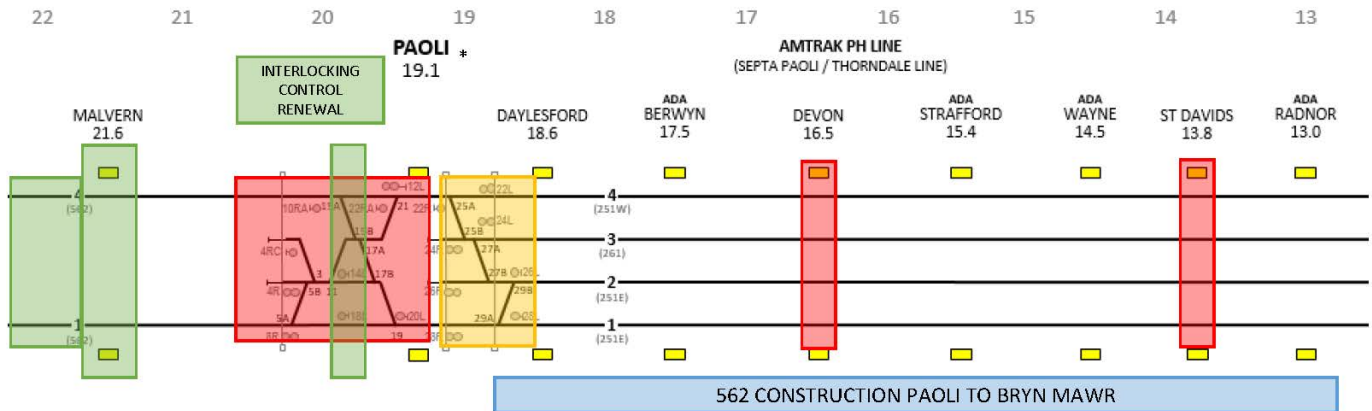 22 21 20 19 18 17 16 15 14 13
PAOLI *
19.1
AMTRAK PH LINE
(SEPTA PAOLI / THORNDALE LINE)
INTERLOCKING
CONTROL
RENEWAL
MALVERN
21.6
DAYLESFORD
18.6
ADA
BERWYN
17.5
DEVON
16.5
ADA
STRAFFORD
15.4
ADA
WAYNE
14.5
ST DAVIDS
13.8
ADA
RADNOR
13.0
12L 22L
4 4
(562) 10RA 15A 22RA 21 25A (251W)
24L
15B 25B
3
4RC 17A 27A (261)
3 14L 17B 27B 26L
2
4R 5B 11 29B (251E)
5A 18L 20L 29A 28L
1 1
(562) 8R 19 (251E)
562 CONSTRUCTION PAOLI TO BRYN MAWR